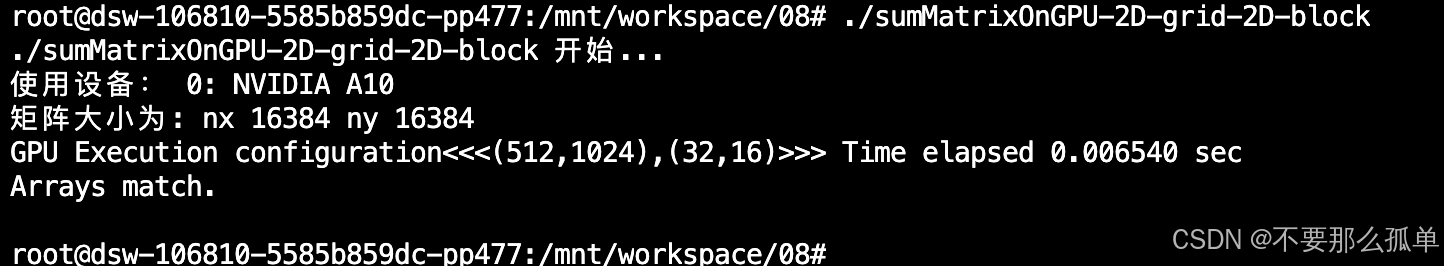 root@dsw-106810-5585b859dc-pp477:/mnt/workspace/08# ./sumMatrixOnGPU-2D-grid-2D-block
./sumMatrixOnGPU-2D-grid-2D-block 开始...
使用设备： 0: NVIDIA A10
矩阵大小为: nx 16384 ny 16384
GPU Execution configuration<<<(512,1024),(32,16)>>> Time elapsed 0.006540 sec
Arrays match.
root@dsw-106810-5585b859dc-pp477:/mnt/workspace/08#
CSDN @不要那么孤单